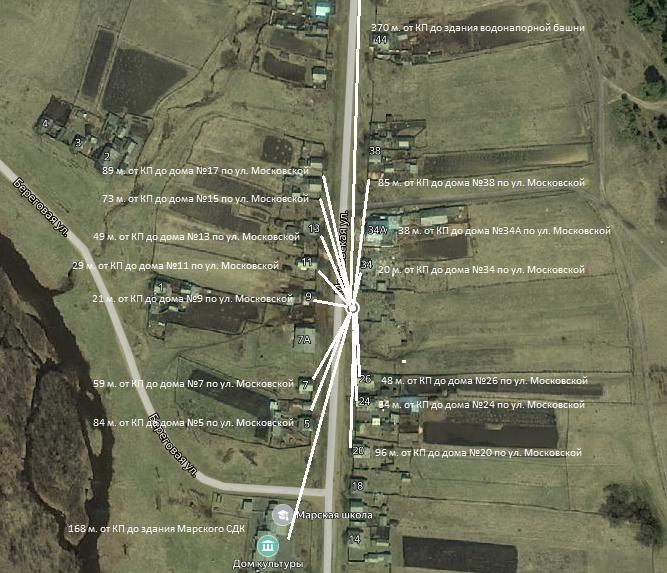 370 м. от КП до здания водонапорной башни
44
4
3
2
38
89 м. от КП до дома №17 по ул. Московской
85 м. от КП до дома №38 по ул. Московской
Береговая ул.
73 м. от КП до дома №15 по ул. Московской
13
34А
38 м. от КП до дома №34А по ул. Московской
49 м. от КП до дома №13 по ул. Московской
11
34
29 м. от КП до дома №11 по ул. Московской
20 м. от КП до дома №34 по ул. Московской
1
9
21 м. от КП до дома №9 по ул. Московской
7А
7
26
59 м. от КП до дома №7 по ул. Московской
48 м. от КП до дома №26 по ул. Московской
24
м. от КП до дома №24 по ул. Московской
5
84 м. от КП до дома №5 по ул. Московской
Береговая ул.
20
96 м. от КП до дома №20 по ул. Московской
18
Марская школа
168 м. от КП до здания Марского СДК
14
Дом культуры